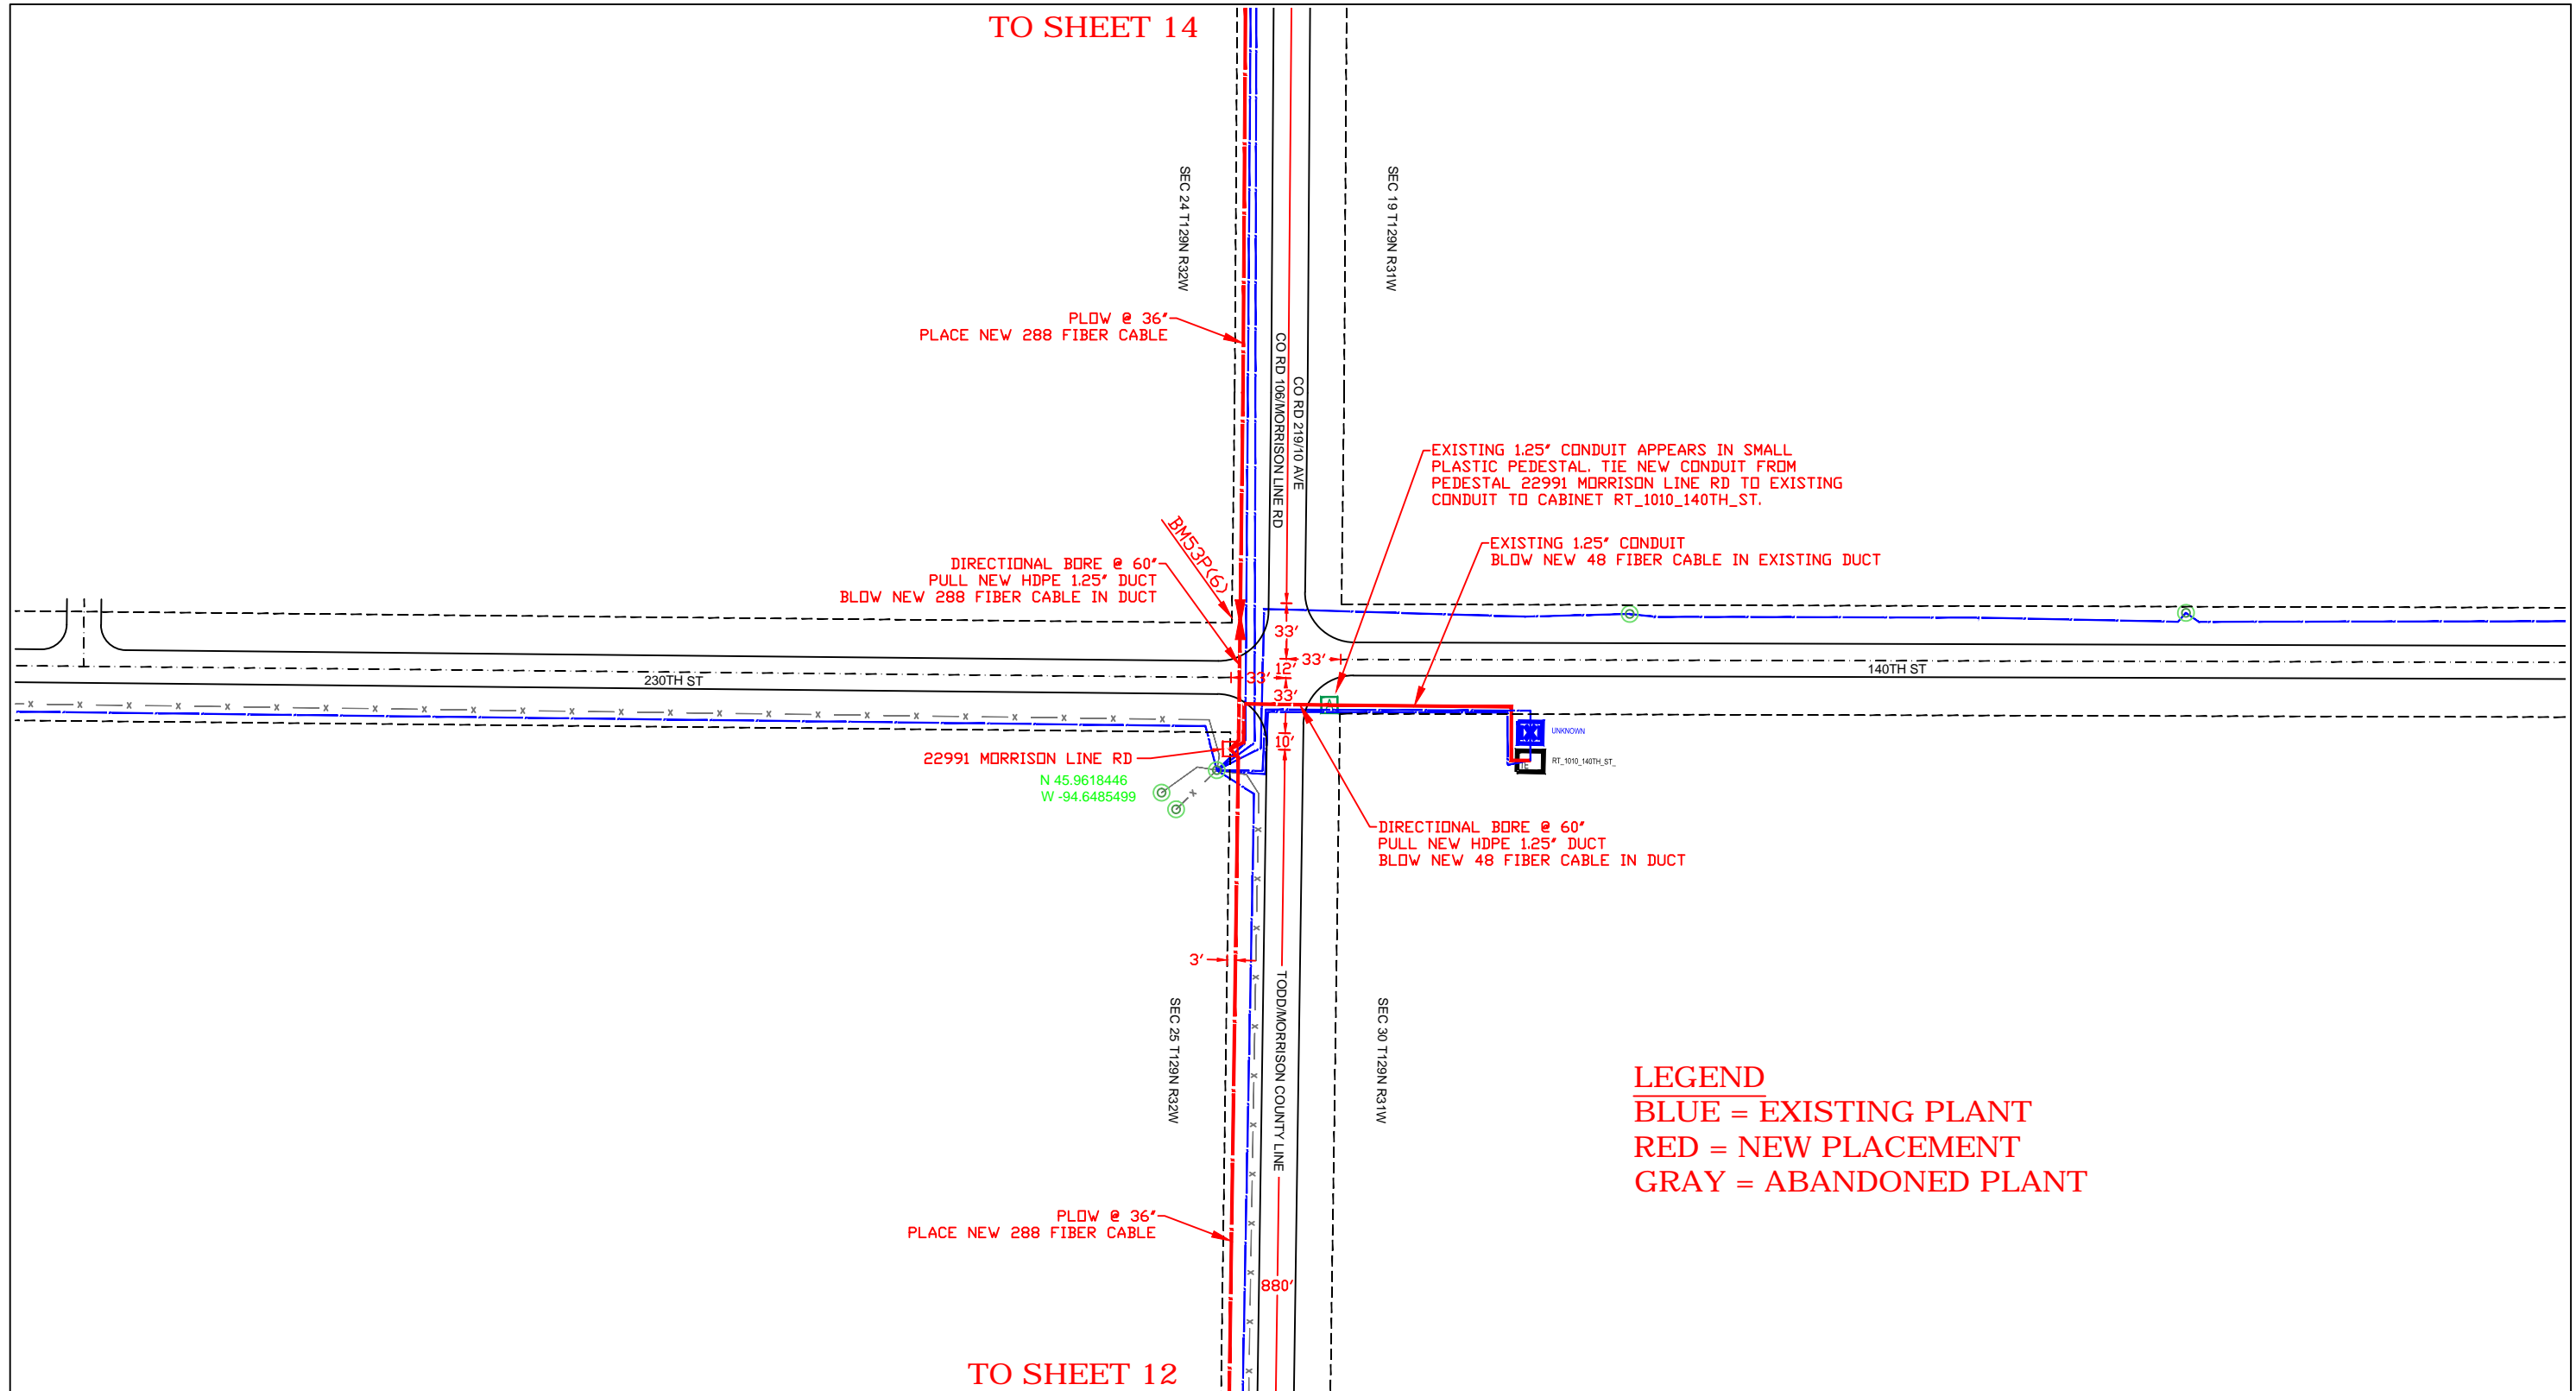 TO SHEET 14
SEC 24 T129N R32W
SEC 19 T129N R31W
PLOW @ 36"
PLACE NEW 288 FIBER CABLE
CO RD 106/MORRISON LINE RD
CO RD 219/10 AVE
EXISTING 1.25" CONDUIT APPEARS IN SMALL
PLASTIC PEDESTAL. TIE NEW CONDUIT FROM
PEDESTAL 22991 MORRISON LINE RD TO EXISTING
CONDUIT TO CABINET RT_1010_140TH_ST.
BM53P(6)
EXISTING 1.25" CONDUIT
BLOW NEW 48 FIBER CABLE IN EXISTING DUCT
DIRECTIONAL BORE @ 60"
PULL NEW HDPE 1.25" DUCT
BLOW NEW 288 FIBER CABLE IN DUCT
33'
33'
12'
33'
33'
10'
230TH ST
140TH ST
UNKNOWN
RT_1010_140TH_ST_
22991 MORRISON LINE RD
N 45.9618446
W -94.6485499
DIRECTIONAL BORE @ 60"
PULL NEW HDPE 1.25" DUCT
BLOW NEW 48 FIBER CABLE IN DUCT
3'
SEC 25 T129N R32W
TODD/MORRISON COUNTY LINE
SEC 30 T129N R31W
LEGEND
BLUE = EXISTING PLANT
RED = NEW PLACEMENT
GRAY = ABANDONED PLANT
PLOW @ 36"
PLACE NEW 288 FIBER CABLE
880'
TO SHEET 12